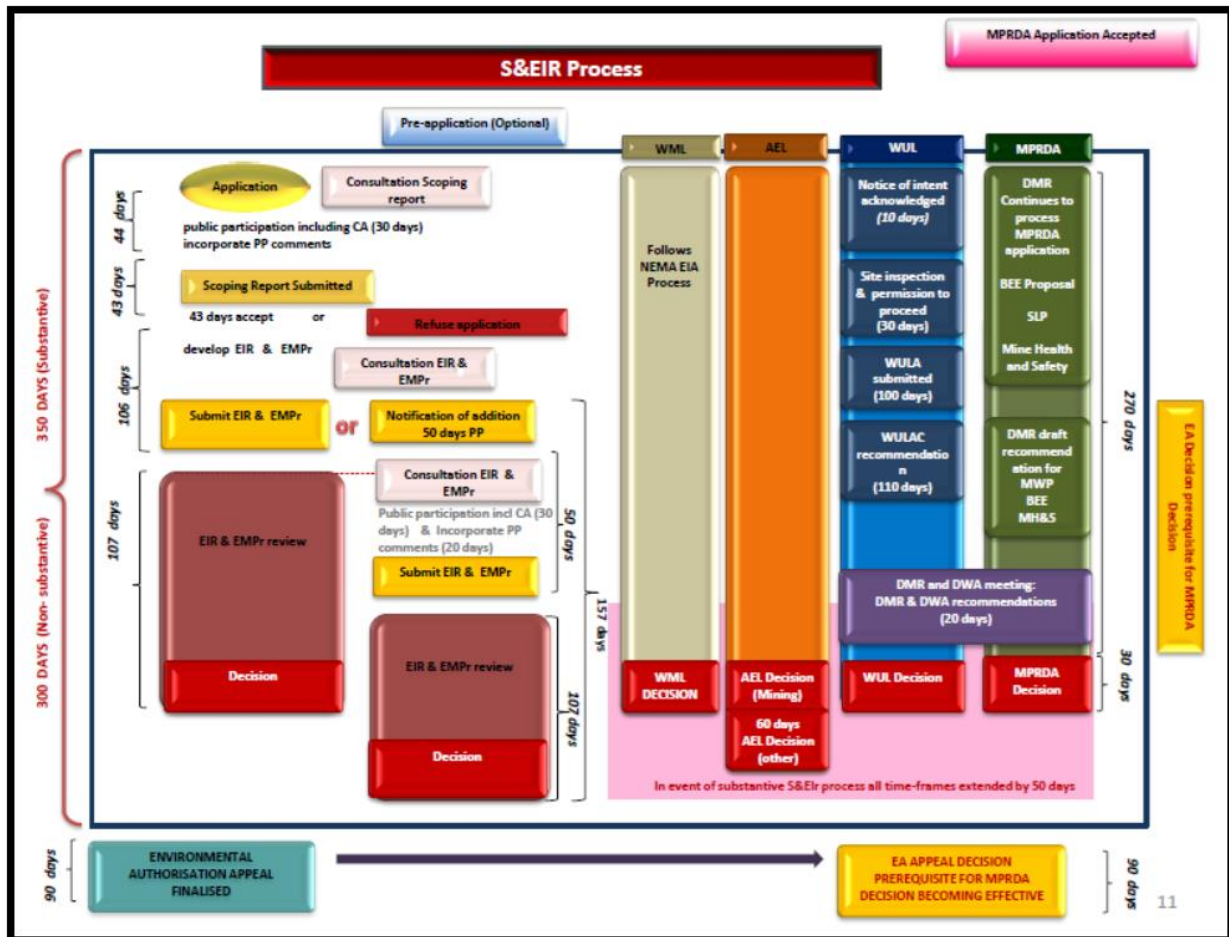 MPRDA Application Accepted
S&EIR Process
Pre-application (Optional)
350 DAYS (Substantive)
300 DAYS (Non- substantive)
44 days
Application
Consultation Scoping
report
public participation including CA (30 days)
incorporate PP comments
43 days
Scoping Report Submitted
43 days accept or
Refuse application
106 days
develop EIR & EMPr
Consultation EIR &
EMPr
Submit EIR & EMPr
or
Notification of addition
50 days PP
107 days
EIR & EMPr review
Decision
Consultation EIR &
EMPr
Public participation incl CA (30
days) & Incorporate PP
comments (20 days)
Submit EIR & EMPr
50 days
EIR & EMPr review
Decision
107 days
157 days
WML
Follows
NEMA EIA
Process
WML
DECISION
AEL
AEL Decision
(Mining)
60 days
AEL Decision
(other)
WUL
Notice of intent
acknowledged
(10 days)
Site inspection
& permission to
proceed
(30 days)
WULA
submitted
(100 days)
WULAC
recommendatio
n
(110 days)
MPRDA
DMR
Continues to
process
MPRDA
application
BEE Proposal
SLP
Mine Health
and Safety
DMR draft
recommend
ation for
MWP
BEE
MH&S
DMR and DWA meeting:
DMR & DWA recommendations
(20 days)
WUL Decision
MPRDA
Decision
270 days
30 days
EA Decision prerequisite for MPRDA
Decision
In event of substantive S&EIr process all time-frames extended by 50 days
90 days
ENVIRONMENTAL
AUTHORISATION APPEAL
FINALISED
EA APPEAL DECISION
PREREQUISITE FOR MPRDA
DECISION BECOMING EFFECTIVE
90 days
11